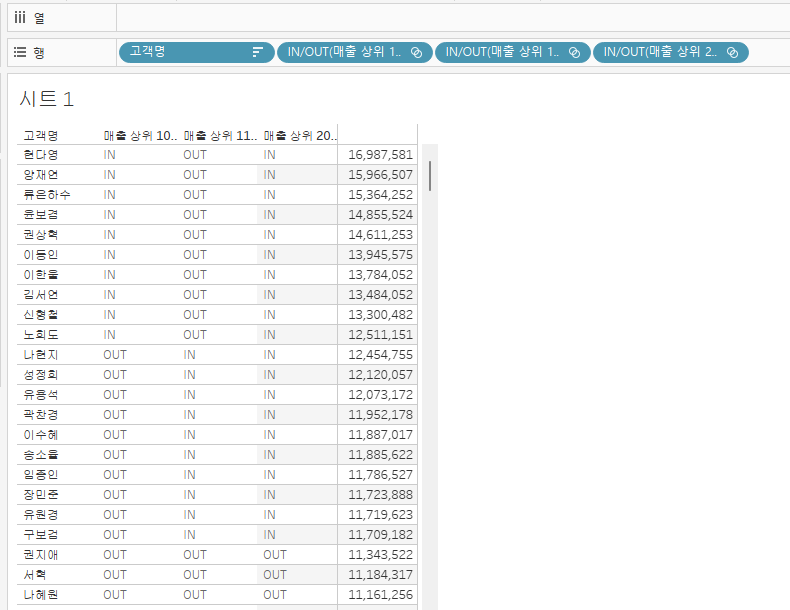 열
행 고객명 IN/OUT(매출 상위 1.. IN/OUT(매출 상위 1.. IN/OUT(매출 상위 2..
시트 1
고객명 매출 상위 10.. 매출 상위 11.. 매출 상위 20..
현다영 IN OUT IN 16,987,581
양재연 IN OUT IN 15,966,507
류은하수 IN OUT IN 15,364,252
윤보겸 IN OUT IN 14,855,524
권상혁 IN OUT IN 14,611,253
이동인 IN OUT IN 13,945,575
이한울 IN OUT IN 13,784,052
김서연 IN OUT IN 13,484,052
신형철 IN OUT IN 13,300,482
노희도 IN OUT IN 12,511,151
나현지 OUT IN IN 12,454,755
성정희 OUT IN IN 12,120,057
유용석 OUT IN IN 12,073,172
곽찬경 OUT IN IN 11,952,178
이수혜 OUT IN IN 11,887,017
송소율 OUT IN IN 11,885,622
임종인 OUT IN IN 11,786,527
장민준 OUT IN IN 11,723,888
유원경 OUT IN IN 11,719,623
구보검 OUT IN IN 11,709,182
권지애 OUT OUT OUT 11,343,522
서혁 OUT OUT OUT 11,184,317
나혜원 OUT OUT OUT 11,161,256